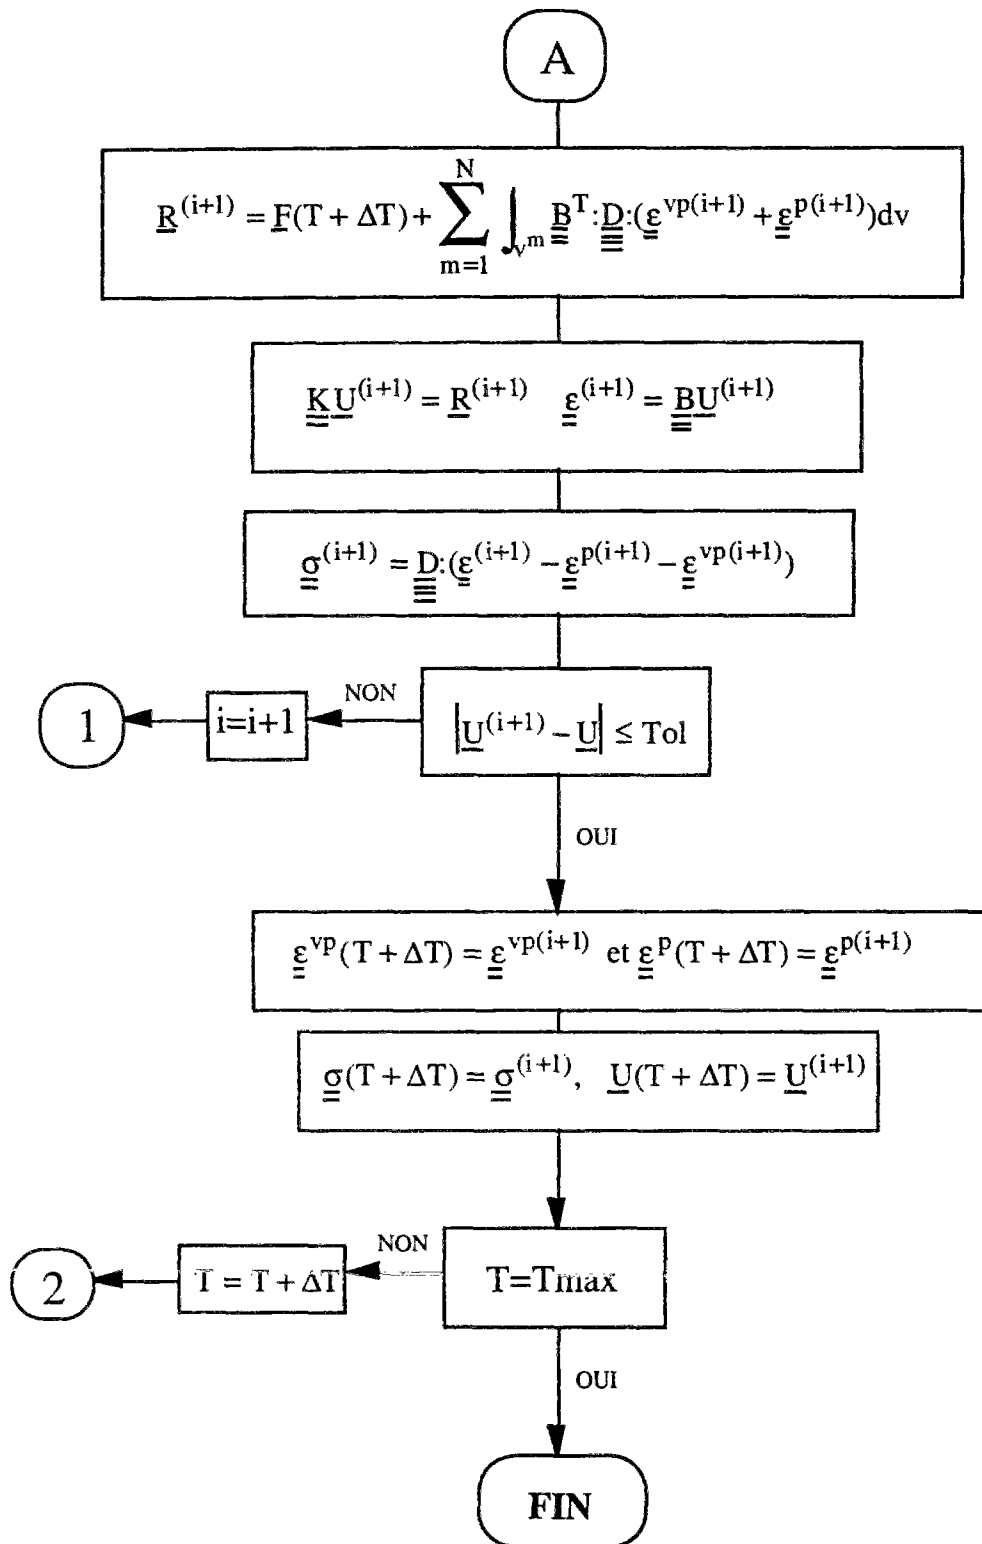 A
R^(i+1) = F(T + ΔT) + ∑_{m=1}^{N} ∫_{v^m} B^T:D:(ε^{vp(i+1)} + ε^{p(i+1)})dv
K U^(i+1) = R^(i+1) ε^(i+1) = B U^(i+1)
σ^(i+1) = D:(ε^(i+1) − ε^{p(i+1)} − ε^{vp(i+1)})
1
i=i+1
NON
|U^(i+1) − U| ≤ Tol
OUI
ε^{vp}(T + ΔT) = ε^{vp(i+1)} et ε^p(T + ΔT) = ε^{p(i+1)}
σ(T + ΔT) = σ^(i+1), U(T + ΔT) = U^(i+1)
2
T = T + ΔT
NON
T=Tmax
OUI
FIN